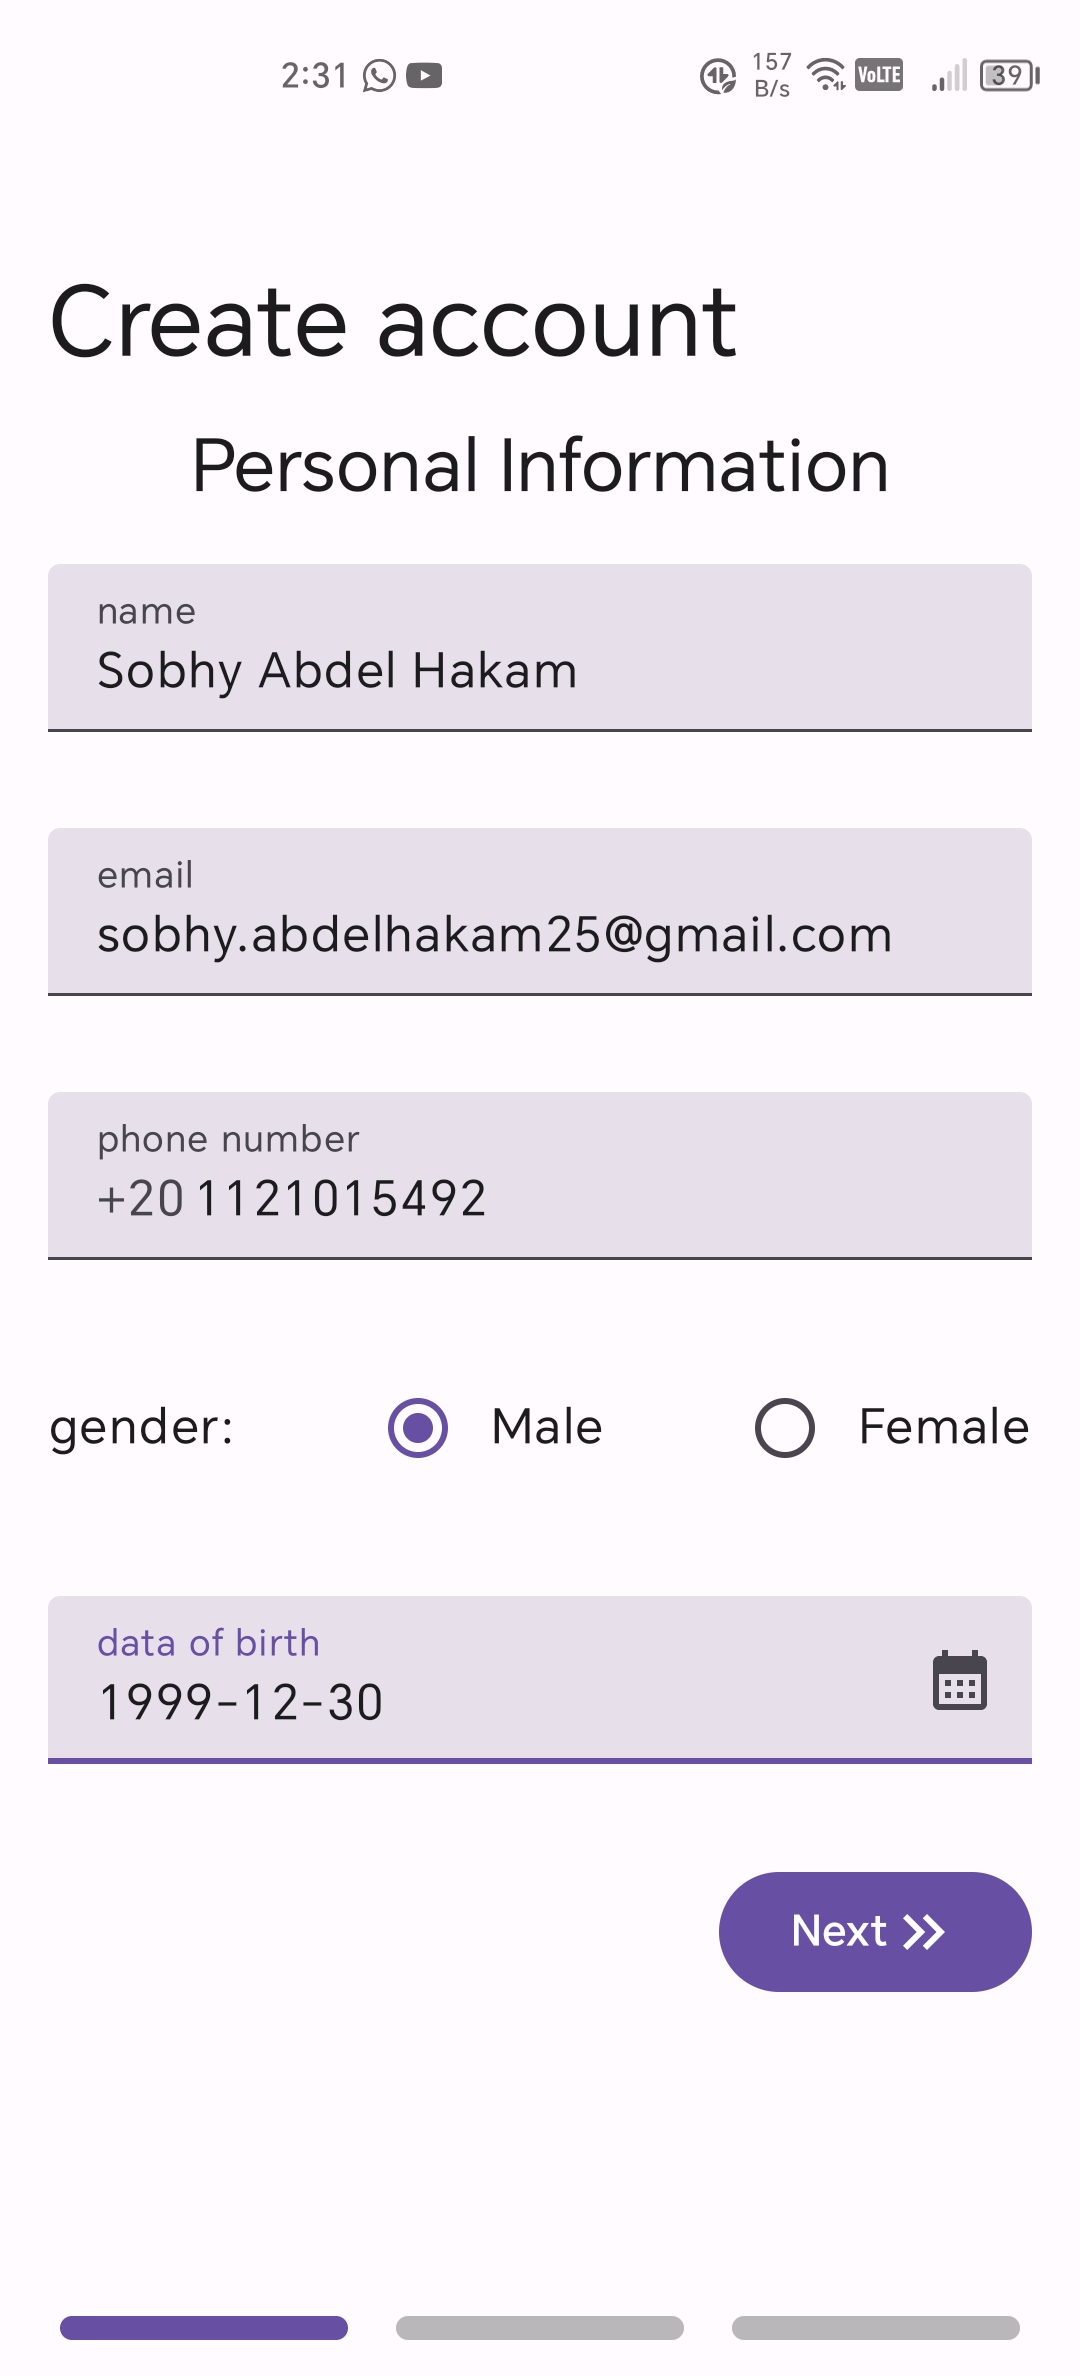 2:31
157
B/s
VoLTE
39
Create account
Personal Information
name
Sobhy Abdel Hakam
email
sobhy.abdelhakam25@gmail.com
phone number
+20 1121015492
gender: Male Female
data of birth
1999-12-30
Next